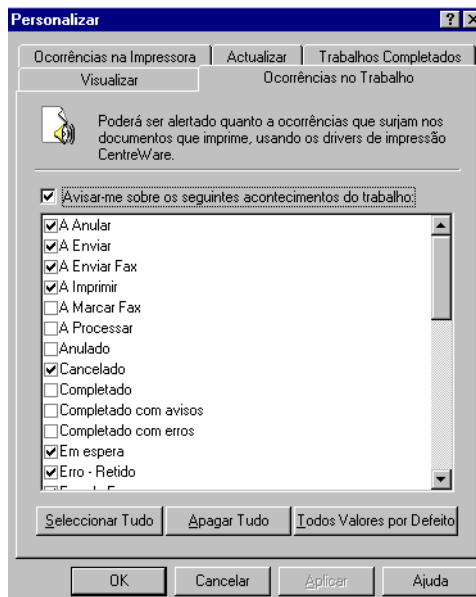 Personalizar
Ocorrências na Impressora Actualizar Trabalhos Completados
Visualizar Ocorrências no Trabalho
Poderá ser alertado quanto a ocorrências que surjam nos
documentos que imprime, usando os drivers de impressão
CentreWare.
Avisar-me sobre os seguintes acontecimentos do trabalho:
A Anular
A Enviar
A Enviar Fax
A Imprimir
A Marcar Fax
A Processar
Anulado
Cancelado
Completado
Completado com avisos
Completado com erros
Em espera
Erro - Retido
Seleccionar Tudo Apagar Tudo Todos Valores por Defeito
OK Cancelar Aplicar Ajuda